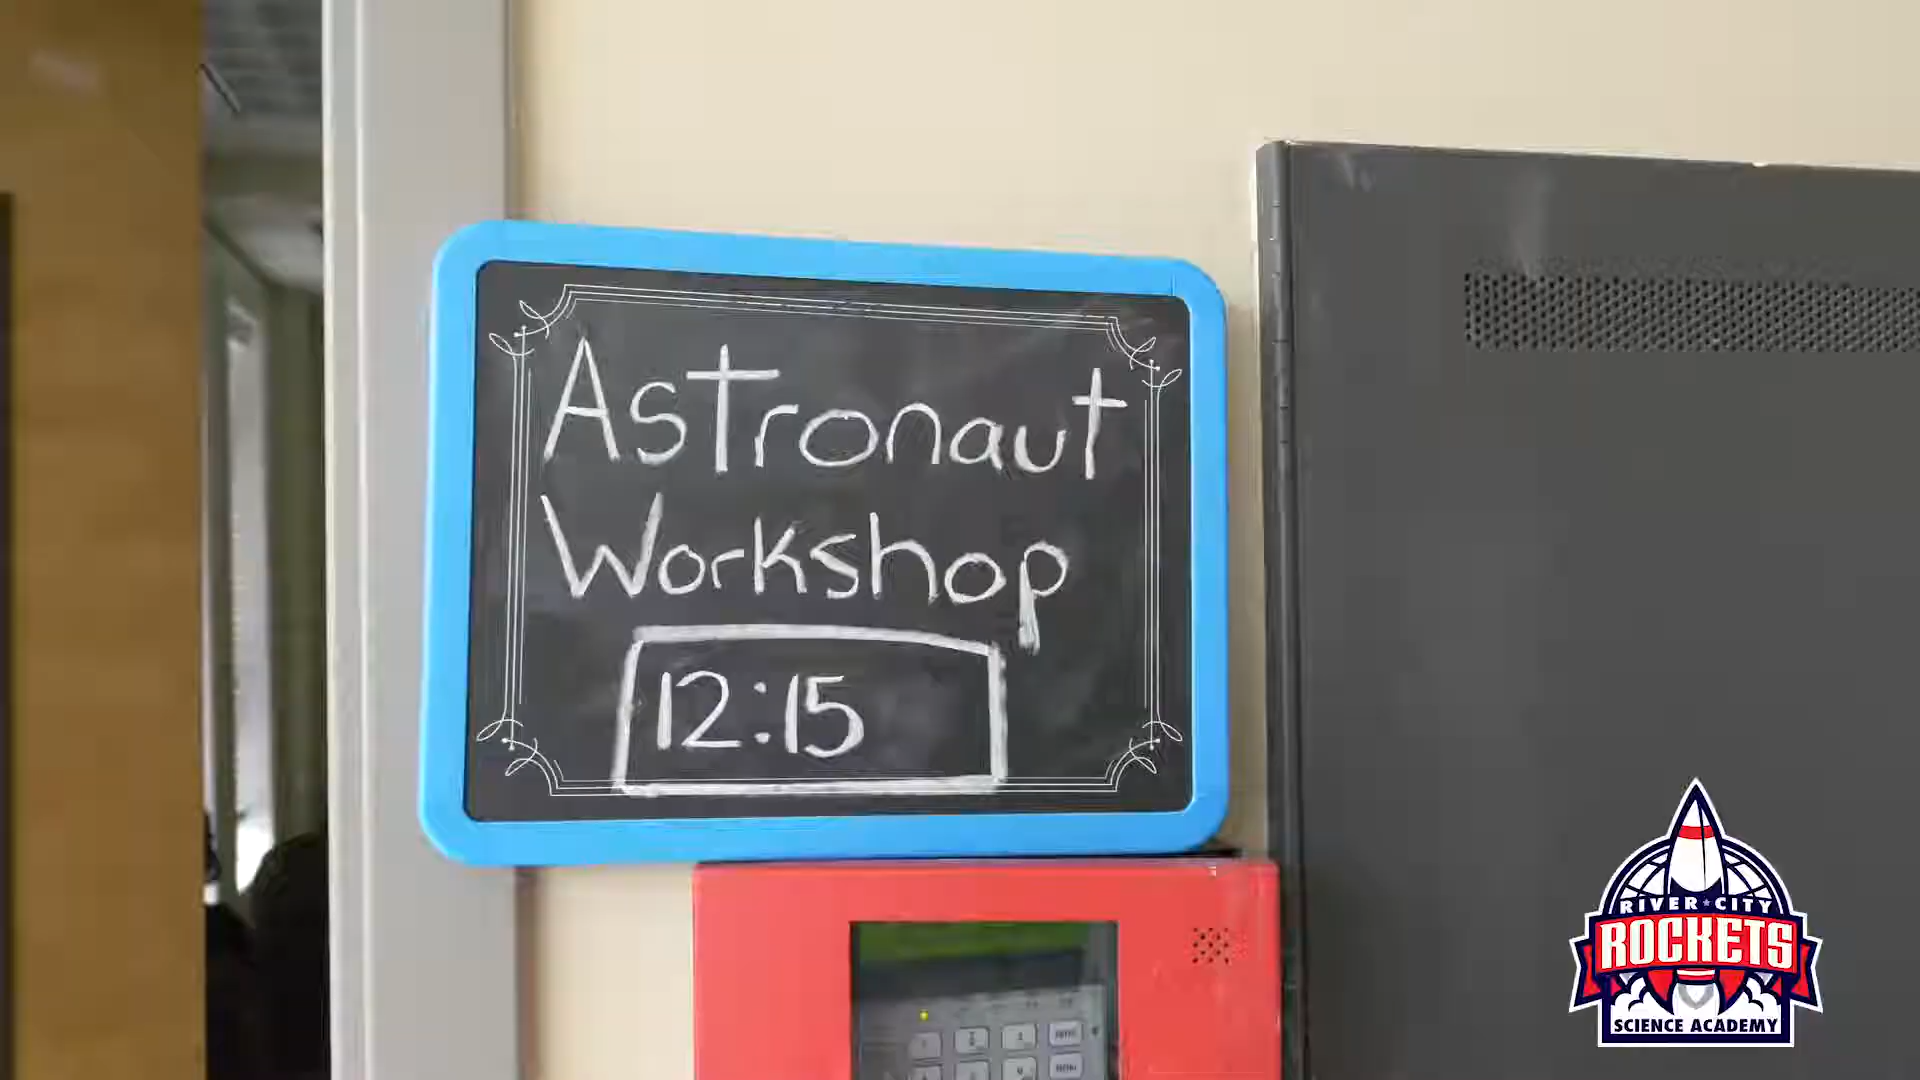 Astronaut
Workshop
12:15
RIVER CITY
ROCKETS
SCIENCE ACADEMY